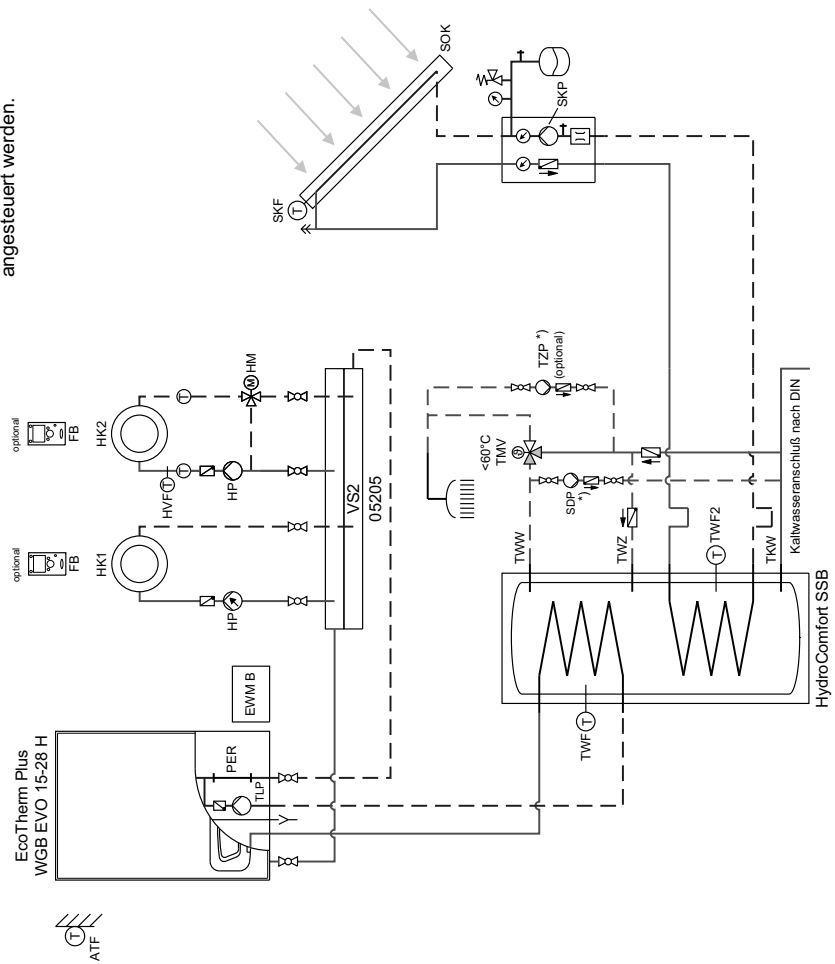 angesteuert werden.
EcoTherm Plus
WGB EVO 15-28 H
ATF
PER
TLP
EWM B
optional
FB
HK1
HP
optional
FB
HK2
HVF
HP
HM
M
VS2
05205
SKF
SOK
SKP
<60°C
TMV
TZP *)
(optional)
SDP
*)
TWW
TWZ
TWF
TWF2
TKW
Kaltwasseranschluß nach DIN
HydroComfort SSB
T
T
T
T
T
T
T